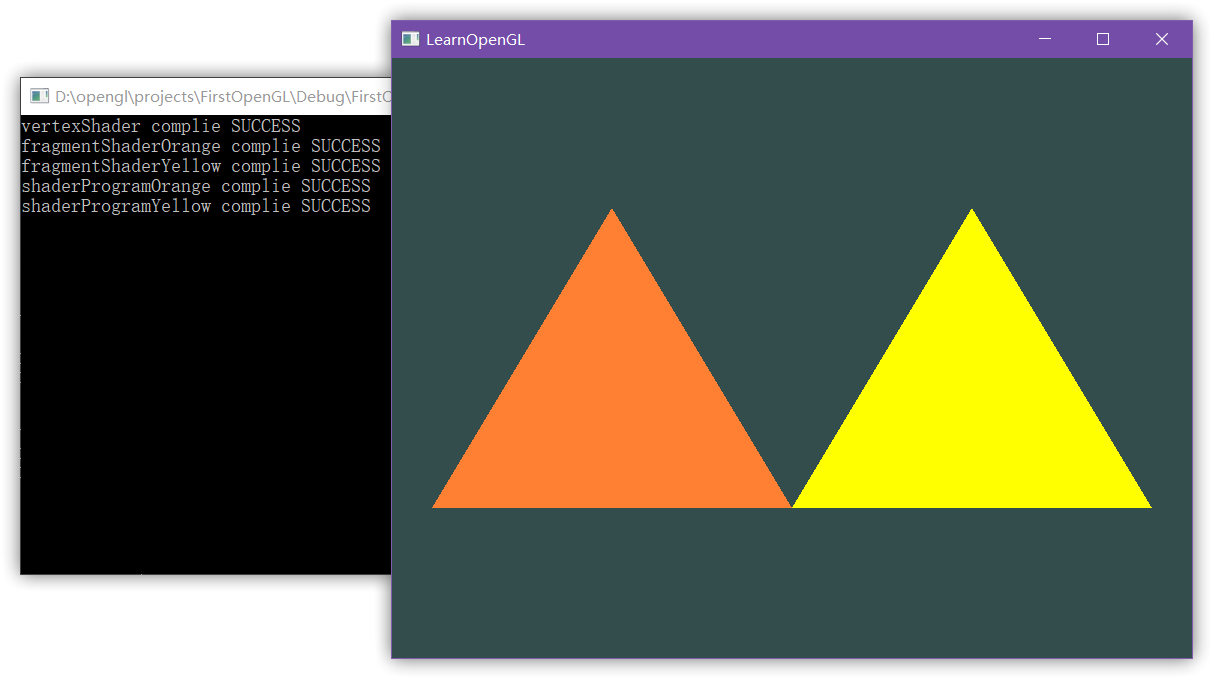 LearnOpenGL
D:\opengl\projects\FirstOpenGL\Debug\FirstO
vertexShader complie SUCCESS
fragmentShaderOrange complie SUCCESS
fragmentShaderYellow complie SUCCESS
shaderProgramOrange complie SUCCESS
shaderProgramYellow complie SUCCESS